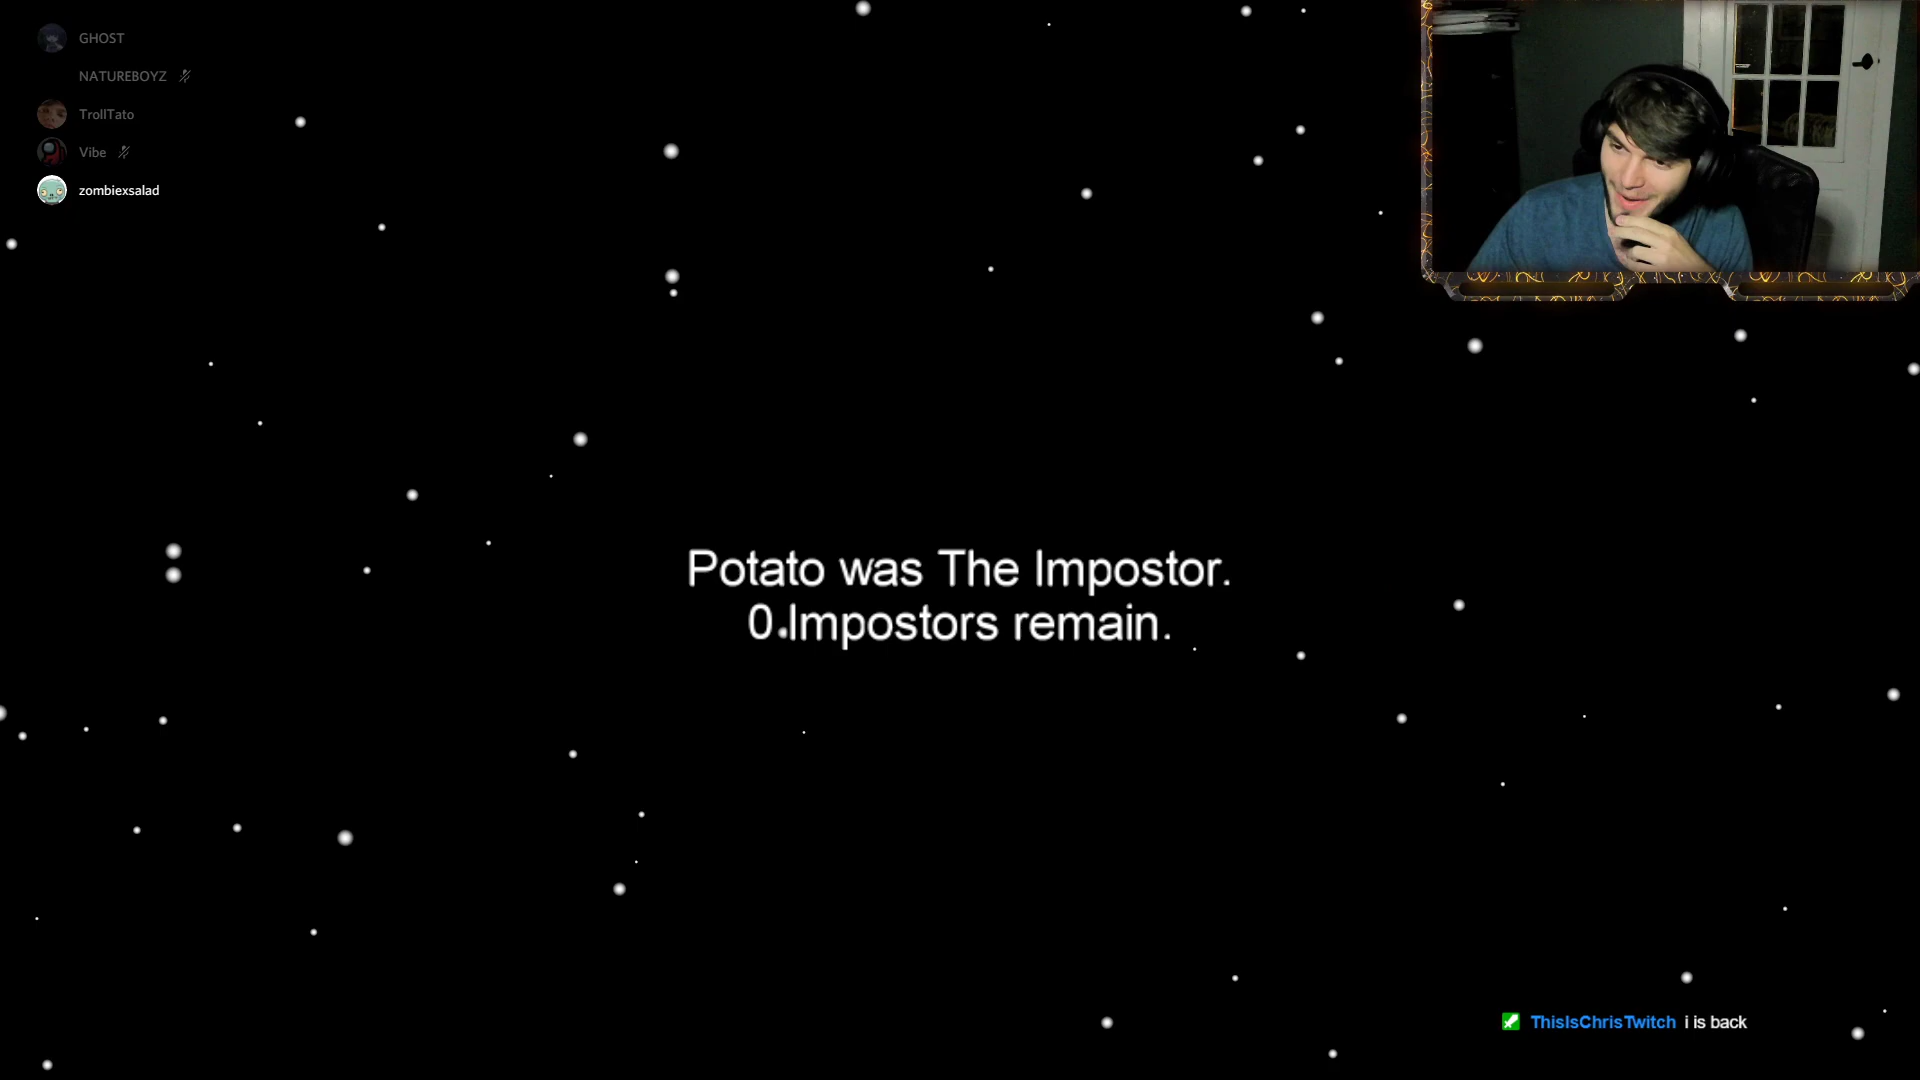 GHOST
NATUREBOYZ
TrollTato
Vibe
zombiexsalad
Potato was The Impostor.
0 Impostors remain.
ThisIsChrisTwitch i is back